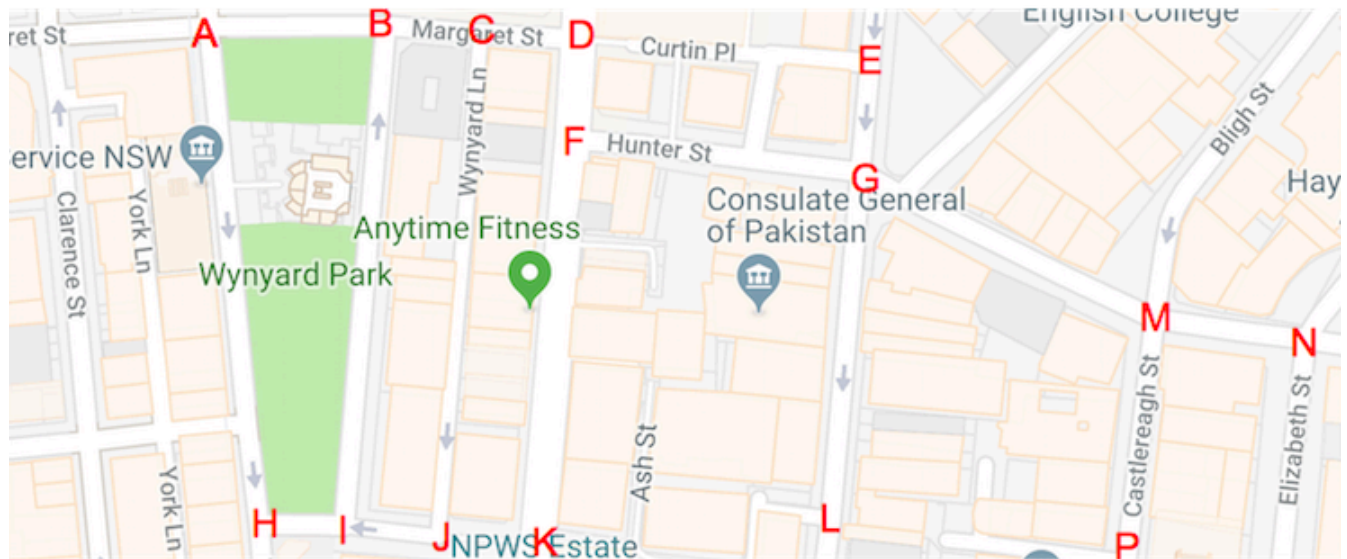 English College
A
B
C
D
ret St
Margaret St
Curtin Pl
E
Bligh St
F
Hunter St
ervice NSW
Wynyard Ln
G
Hay
Consulate General
of Pakistan
Clarence St
York Ln
Anytime Fitness
Wynyard Park
M
N
Castlereagh St
Elizabeth St
Ash St
York Ln
H
I
J
K
L
P
NPWS Estate